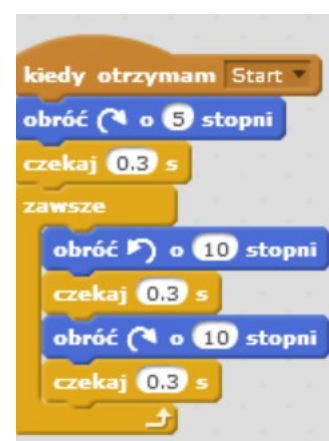 kiedy otrzymam Start
obróć o 5 stopni
czekaj 0.3 s
zawsze
obróć o 10 stopni
czekaj 0.3 s
obróć o 10 stopni
czekaj 0.3 s